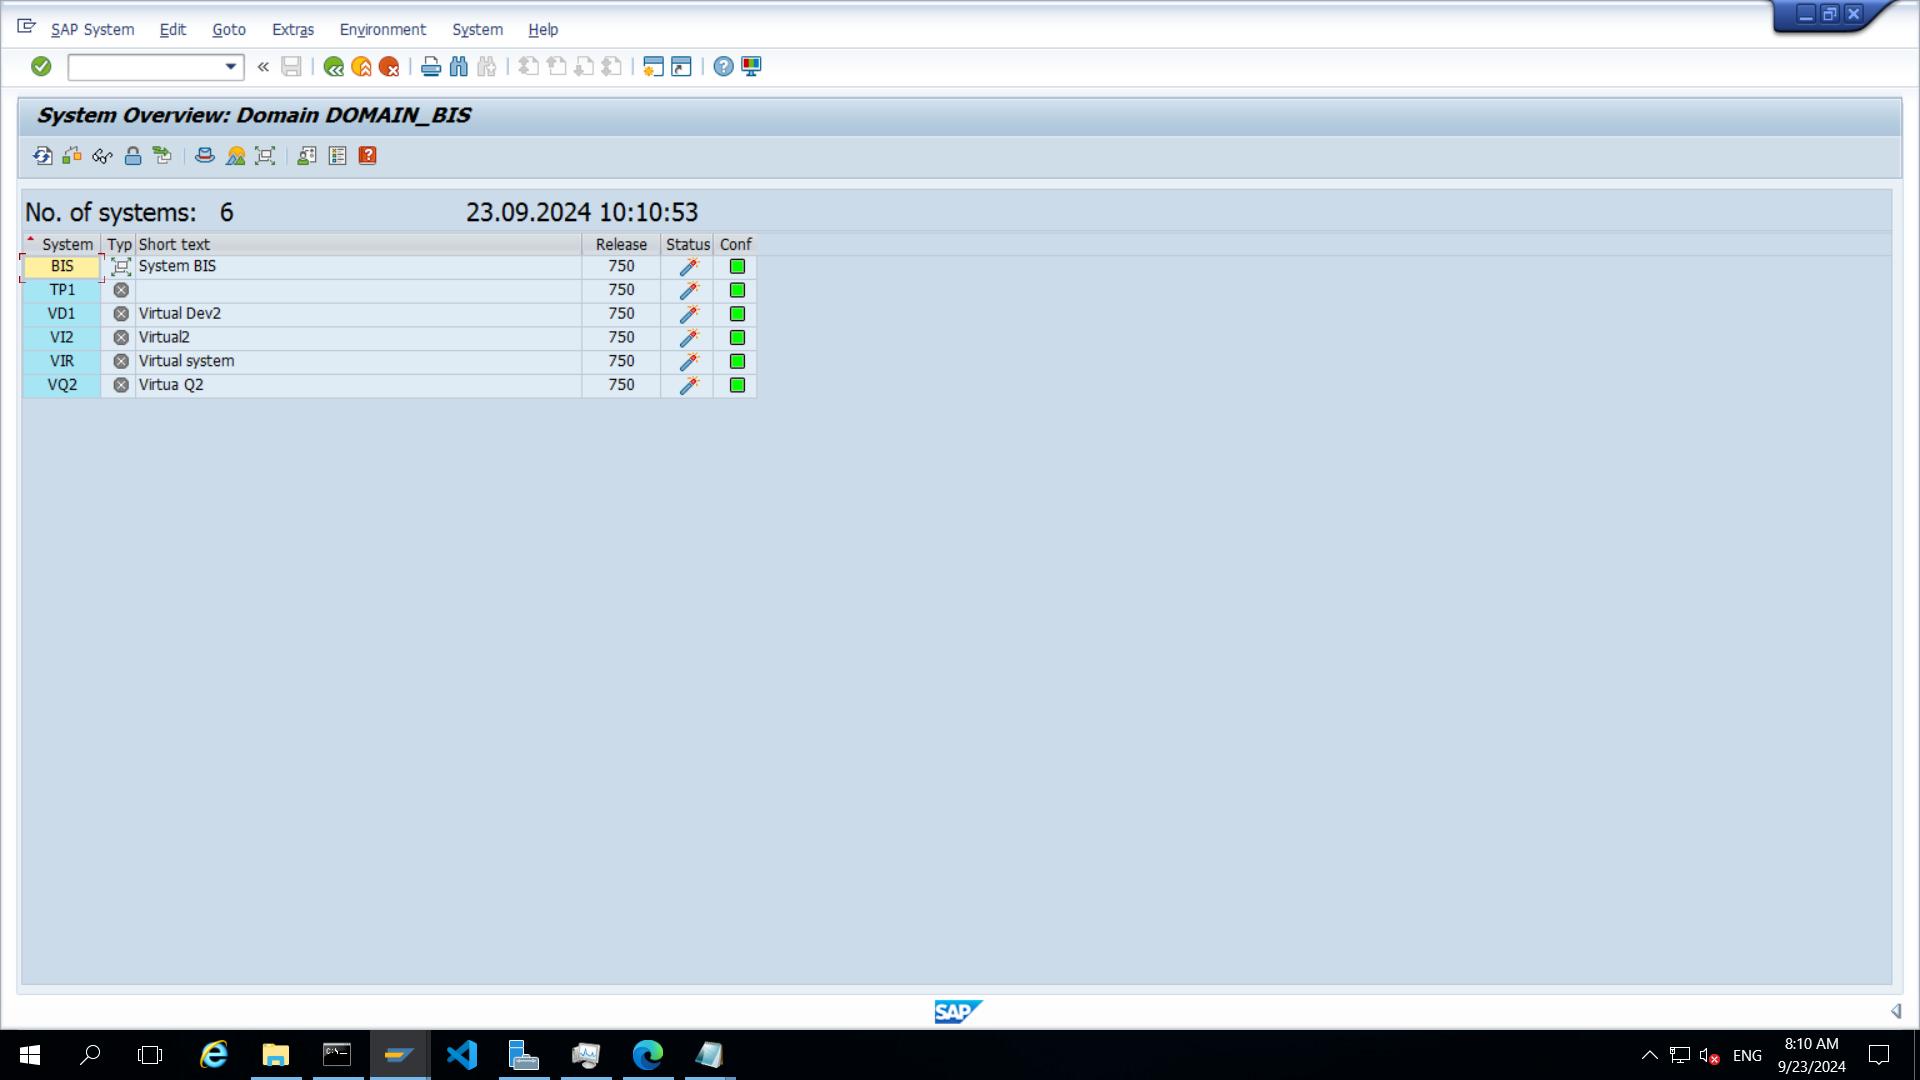 SAP System Edit Goto Extras Environment System Help
System Overview: Domain DOMAIN_BIS
No. of systems: 6 23.09.2024 10:10:53
System Typ Short text Release Status Conf
BIS System BIS 750
TP1 750
VD1 Virtual Dev2 750
VI2 Virtual2 750
VIR Virtual system 750
VQ2 Virtua Q2 750
SAP
ENG
8:10 AM
9/23/2024